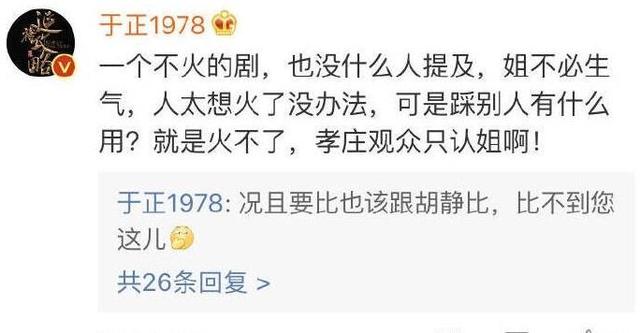 于正1978
一个不火的剧，也没什么人提及，姐不必生
气，人太想火了没办法，可是踩别人有什么
用？就是火不了，孝庄观众只认姐啊！
于正1978: 况且要比也该跟胡静比，比不到您
这儿
共26条回复 >